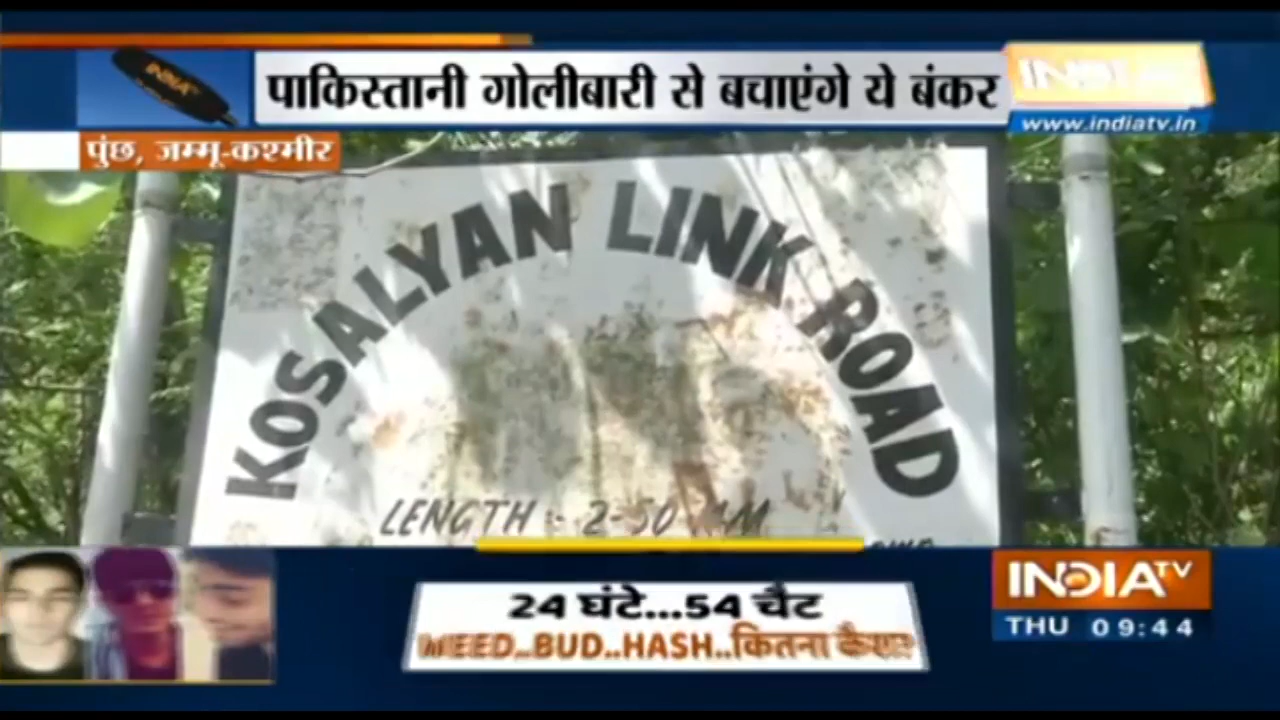 पाकिस्तानी गोलीबारी से बचाएंगे ये बंकर
INDIA
www.indiatv.in
पुंछ, जम्मू-कश्मीर
KOSALYAN LINK ROAD
LENGTH :- 2-50 KM
24 घंटे...54 चैट
WEED..BUD..HASH..कितना कैश?
INDIA TV
THU 09:44